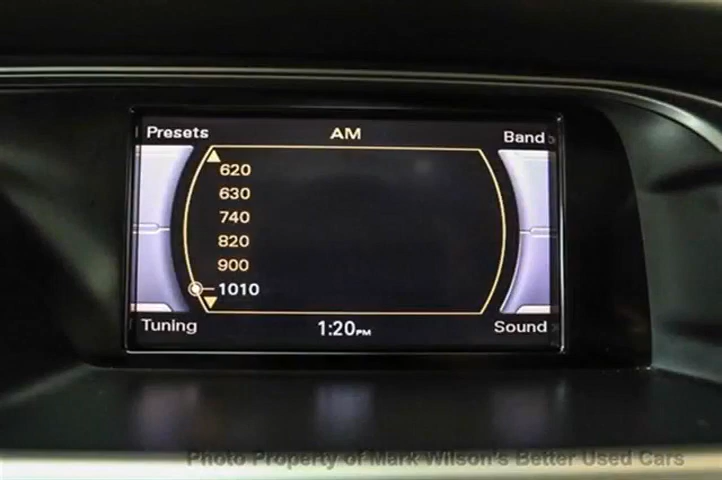 Presets AM Band
620
630
740
820
900
1010
Tuning 1:20PM Sound
Photo Property of Mark Wilson's Better Used Cars